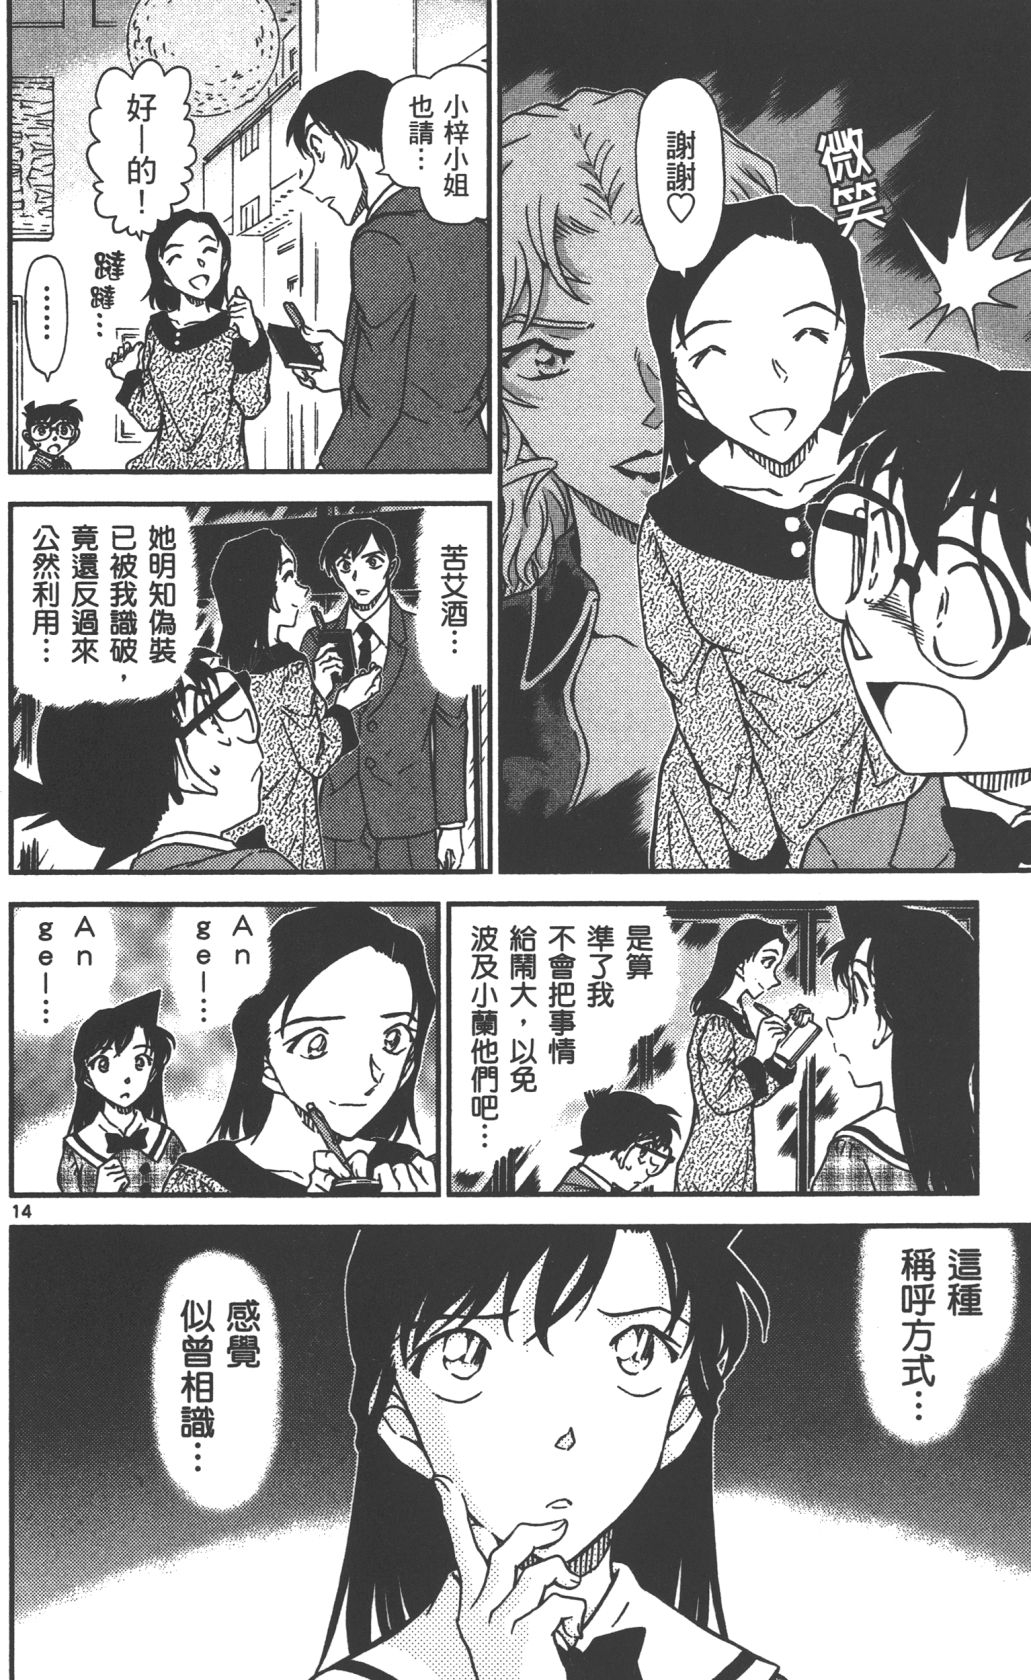 謝謝♡
微笑
小梓小姐
也請…
好―的！
躂
躂…
……
苦艾酒…
她明知偽裝
已被我識破，
竟還反過來
公然利用…
是算
準了我
不會把事情
給鬧大，以免
波及小蘭他們吧…
An
ge―…
An
ge―…
14
這種
稱呼方式…
感覺
似曾相識…